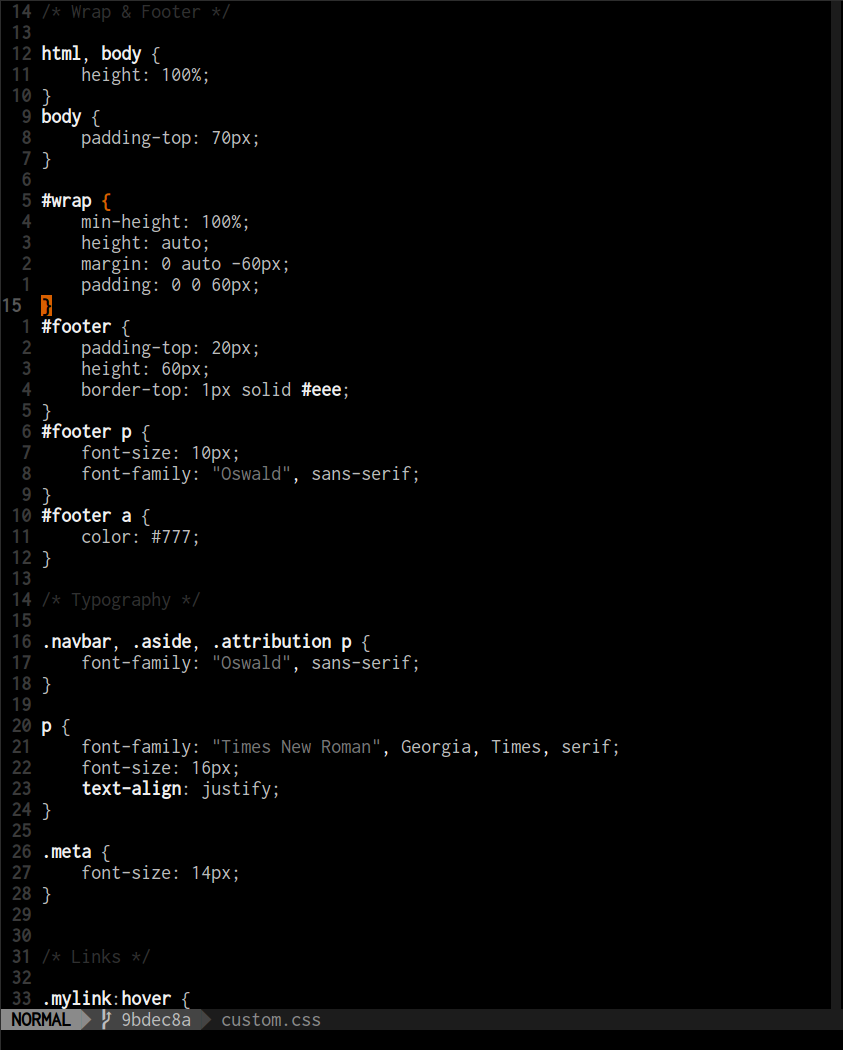 14 /* Wrap & Footer */
13
12 html, body {
11     height: 100%;
10 }
 9 body {
 8     padding-top: 70px;
 7 }
 6
 5 #wrap {
 4     min-height: 100%;
 3     height: auto;
 2     margin: 0 auto -60px;
 1     padding: 0 0 60px;
15  }
 1 #footer {
 2     padding-top: 20px;
 3     height: 60px;
 4     border-top: 1px solid #eee;
 5 }
 6 #footer p {
 7     font-size: 10px;
 8     font-family: "Oswald", sans-serif;
 9 }
10 #footer a {
11     color: #777;
12 }
13
14 /* Typography */
15
16 .navbar, .aside, .attribution p {
17     font-family: "Oswald", sans-serif;
18 }
19
20 p {
21     font-family: "Times New Roman", Georgia, Times, serif;
22     font-size: 16px;
23     text-align: justify;
24 }
25
26 .meta {
27     font-size: 14px;
28 }
29
30
31 /* Links */
32
33 .mylink:hover {
NORMAL 9bdec8a custom.css